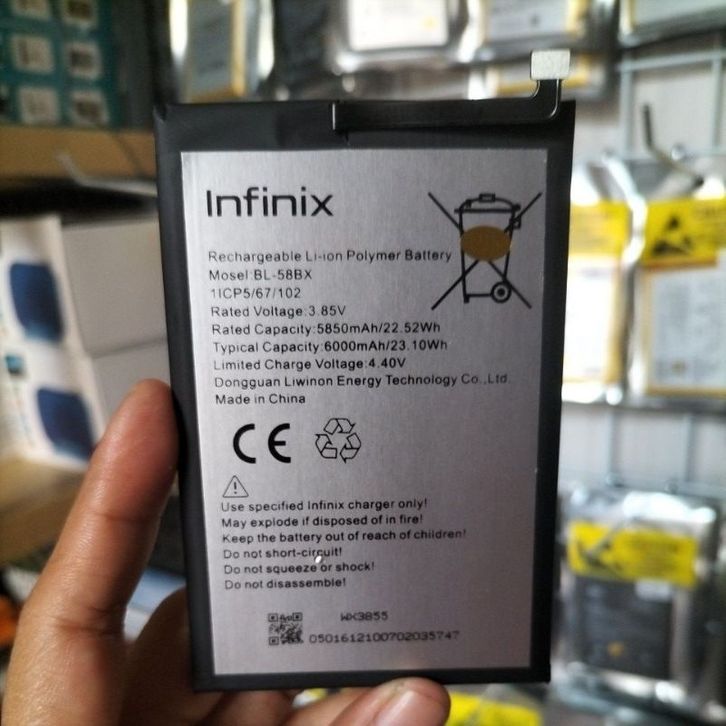 Infinix
Rechargeable Li-ion Polymer Battery
Mosel:BL-58BX
1ICP5/67/102
Rated Voltage:3.85V
Rated Capacity:5850mAh/22.52Wh
Typical Capacity:6000mAh/23.10Wh
Limited Charge Voltage:4.40V
Dongguan Liwinon Energy Technology Co.,Ltd.
Made in China
CE
Use specified Infinix charger only!
May explode if disposed of in fire!
Keep the battery out of reach of children!
Do not short-circuit!
Do not squeeze or shock!
Do not disassemble!
WX3855
0501612100702035747